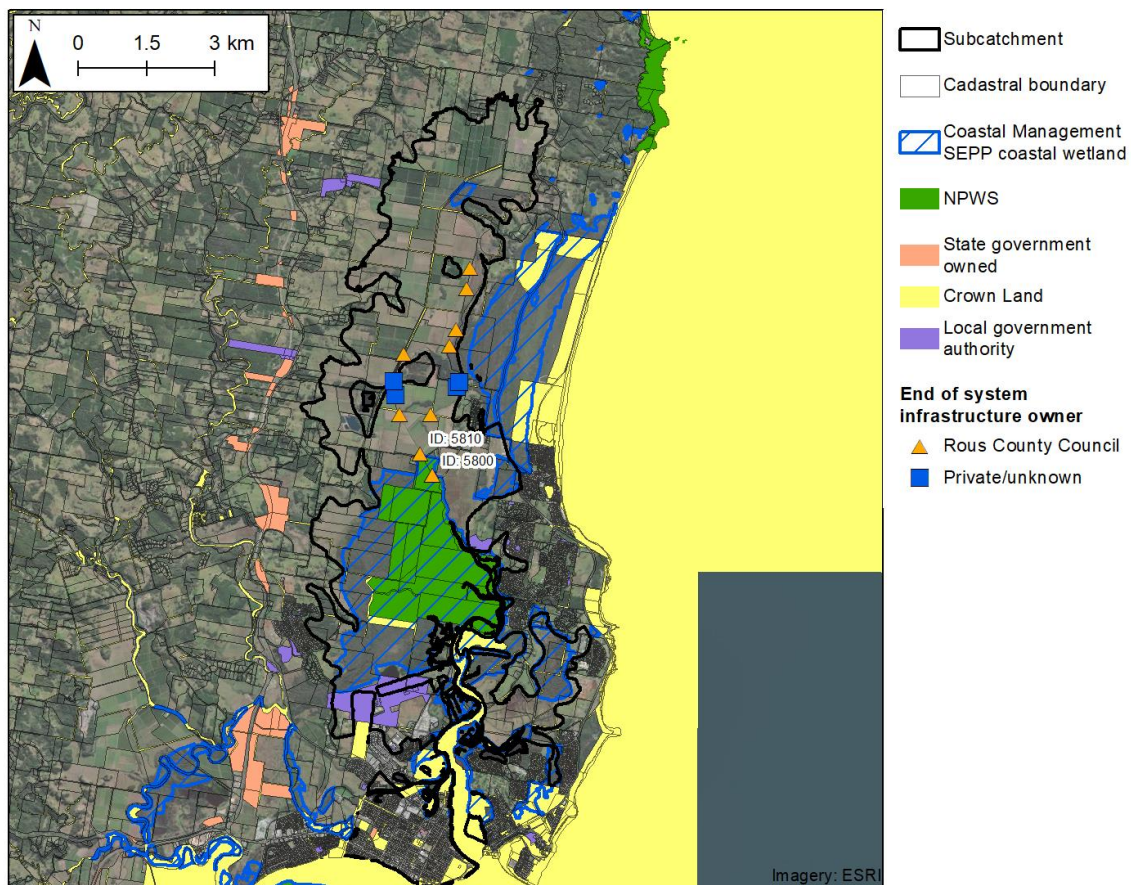 N
0 1.5 3 km
Subcatchment
Cadastral boundary
Coastal Management
SEPP coastal wetland
NPWS
State government
owned
Crown Land
Local government
authority
End of system
infrastructure owner
Rous County Council
Private/unknown
ID: 5810
ID: 5800
Imagery: ESRI